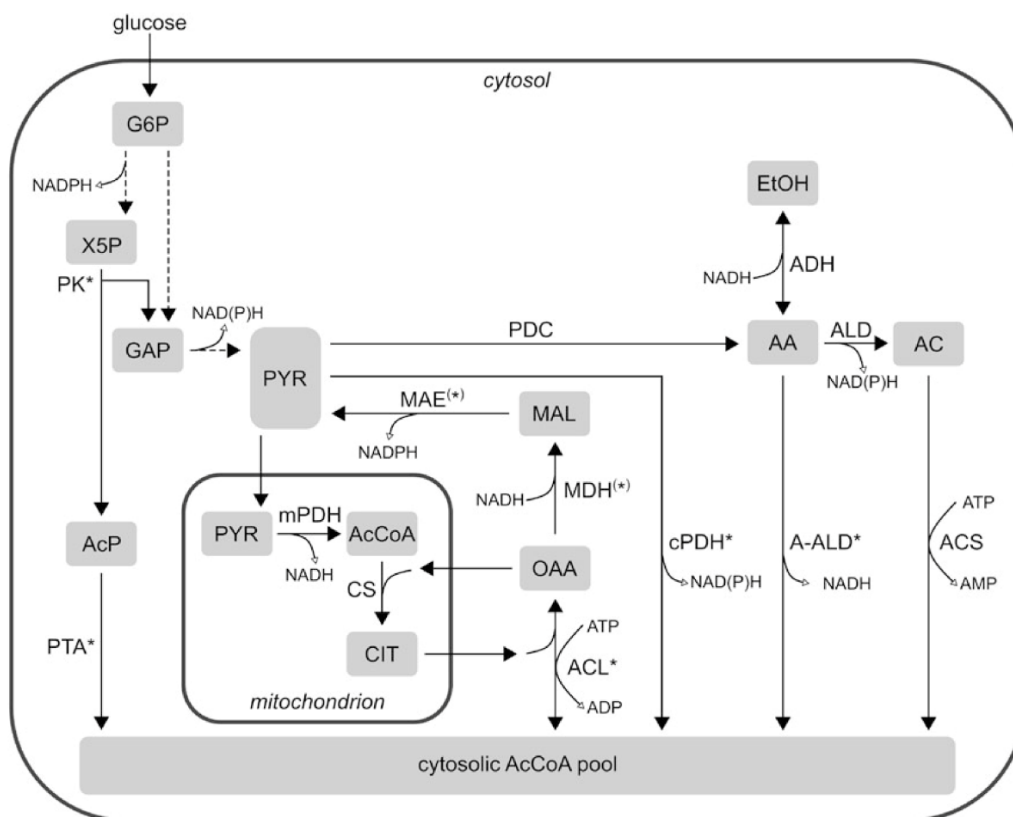 glucose
cytosol
G6P
NADPH
EtOH
X5P
NADH
ADH
PK*
NAD(P)H
GAP
PDC
AA
ALD
AC
PYR
NAD(P)H
MAE(*)
MAL
NADPH
NADH
MDH(*)
ATP
PYR
mPDH
AcCoA
AcP
NADH
OAA
cPDH*
A-ALD*
ACS
NAD(P)H
NADH
AMP
CS
ATP
PTA*
CIT
ACL*
mitochondrion
ADP
cytosolic AcCoA pool